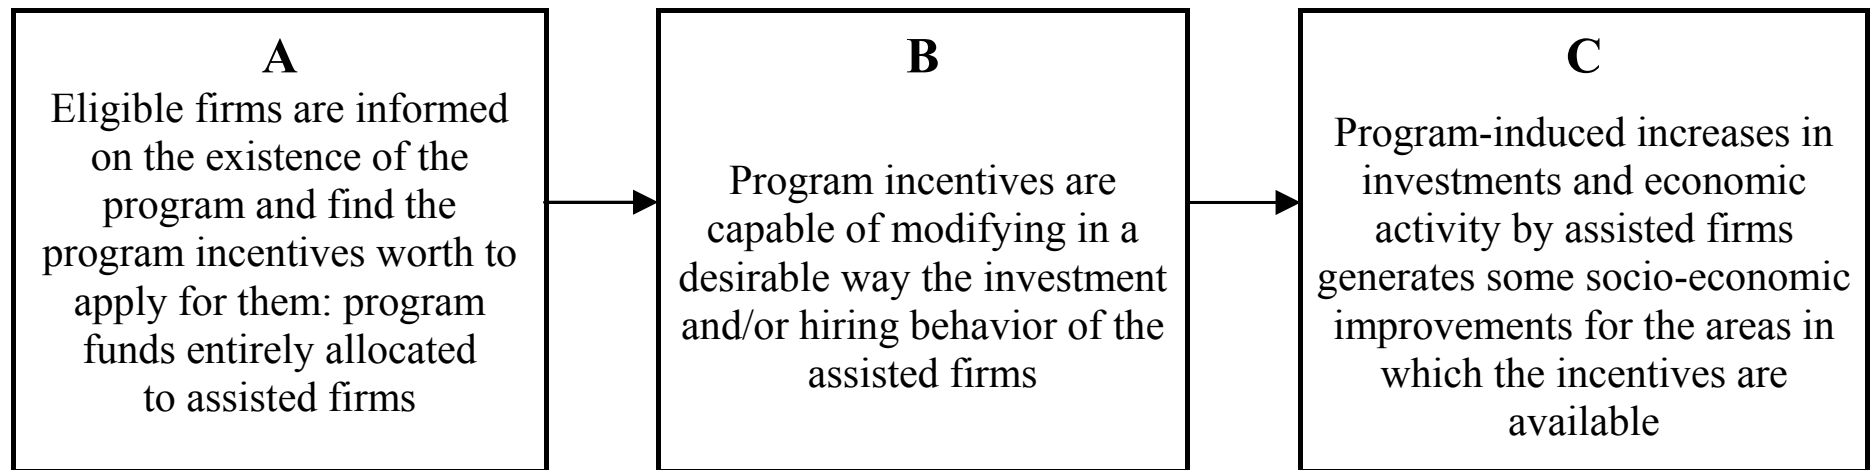 A
Eligible firms are informed
on the existence of the
program and find the
program incentives worth to
apply for them: program
funds entirely allocated
to assisted firms
B
Program incentives are
capable of modifying in a
desirable way the investment
and/or hiring behavior of the
assisted firms
C
Program-induced increases in
investments and economic
activity by assisted firms
generates some socio-economic
improvements for the areas in
which the incentives are
available